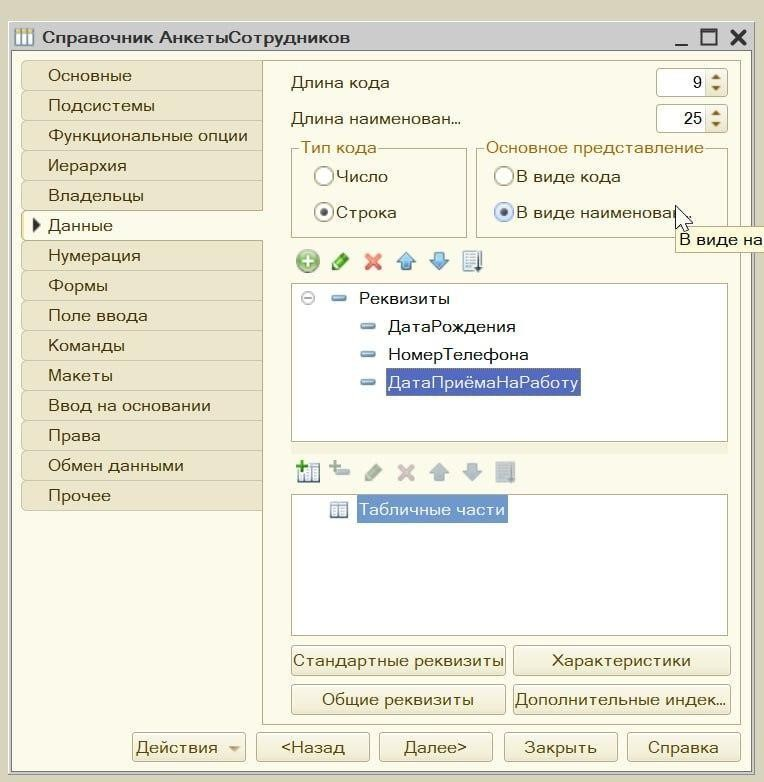 Справочник АнкетыСотрудников
Основные
Подсистемы
Функциональные опции
Иерархия
Владельцы
Данные
Нумерация
Формы
Поле ввода
Команды
Макеты
Ввод на основании
Права
Обмен данными
Прочее
Длина кода 9
Длина наименован... 25
Тип кода
Число
Строка
Основное представление
В виде кода
В виде наименован...
В виде на
Реквизиты
ДатаРождения
НомерТелефона
ДатаПриёмаНаРаботу
Табличные части
Стандартные реквизиты Характеристики
Общие реквизиты Дополнительные индек...
Действия <Назад Далее> Закрыть Справка